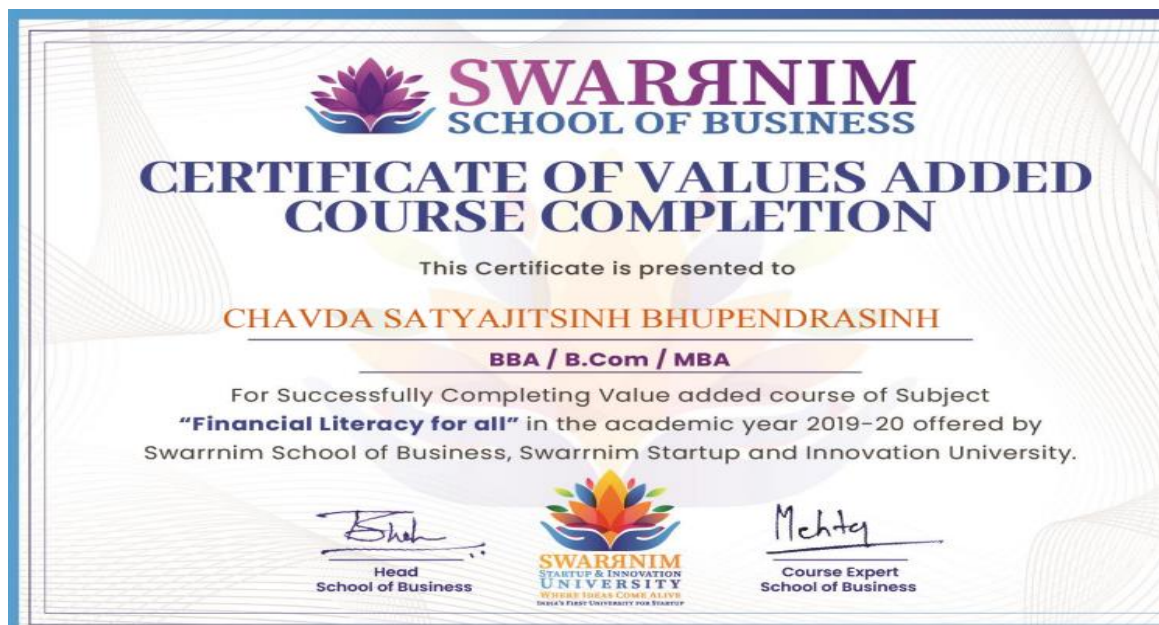 SWARЯNIM
SCHOOL OF BUSINESS
CERTIFICATE OF VALUES ADDED
COURSE COMPLETION
This Certificate is presented to
CHAVDA SATYAJITSINH BHUPENDRASINH
BBA / B.Com / MBA
For Successfully Completing Value added course of Subject
“Financial Literacy for all” in the academic year 2019-20 offered by
Swarrnim School of Business, Swarrnim Startup and Innovation University.
Mehta
SWARЯNIM
STARTUP & INNOVATION
UNIVERSITY
WHERE IDEAS COME ALIVE
INDIA'S FIRST UNIVERSITY FOR STARTUP
Head
School of Business
Course Expert
School of Business